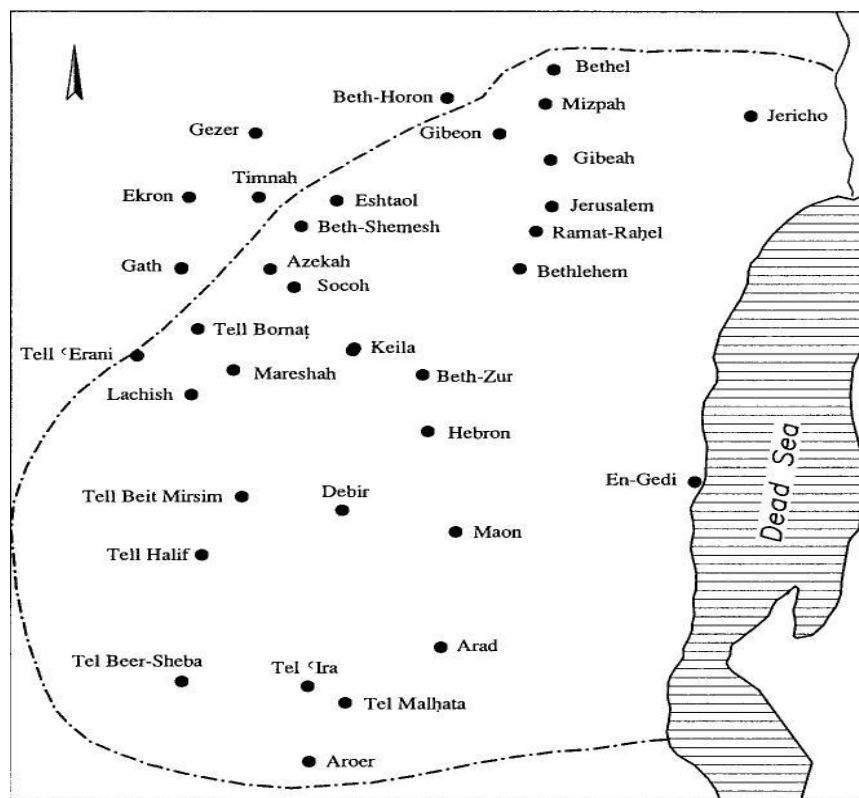 Bethel
Beth-Horon
Mizpah
Jericho
Gezer
Gibeon
Gibeah
Timnah
Ekron
Eshtaol
Jerusalem
Beth-Shemesh
Ramat-Raḥel
Gath
Azekah
Bethlehem
Socoh
Tell Bornaṭ
Tell ʿErani
Keila
Mareshah
Beth-Zur
Lachish
Hebron
En-Gedi
Dead Sea
Tell Beit Mirsim
Debir
Maon
Tell Halif
Arad
Tel Beer-Sheba
Tel ʿIra
Tel Malḥata
Aroer